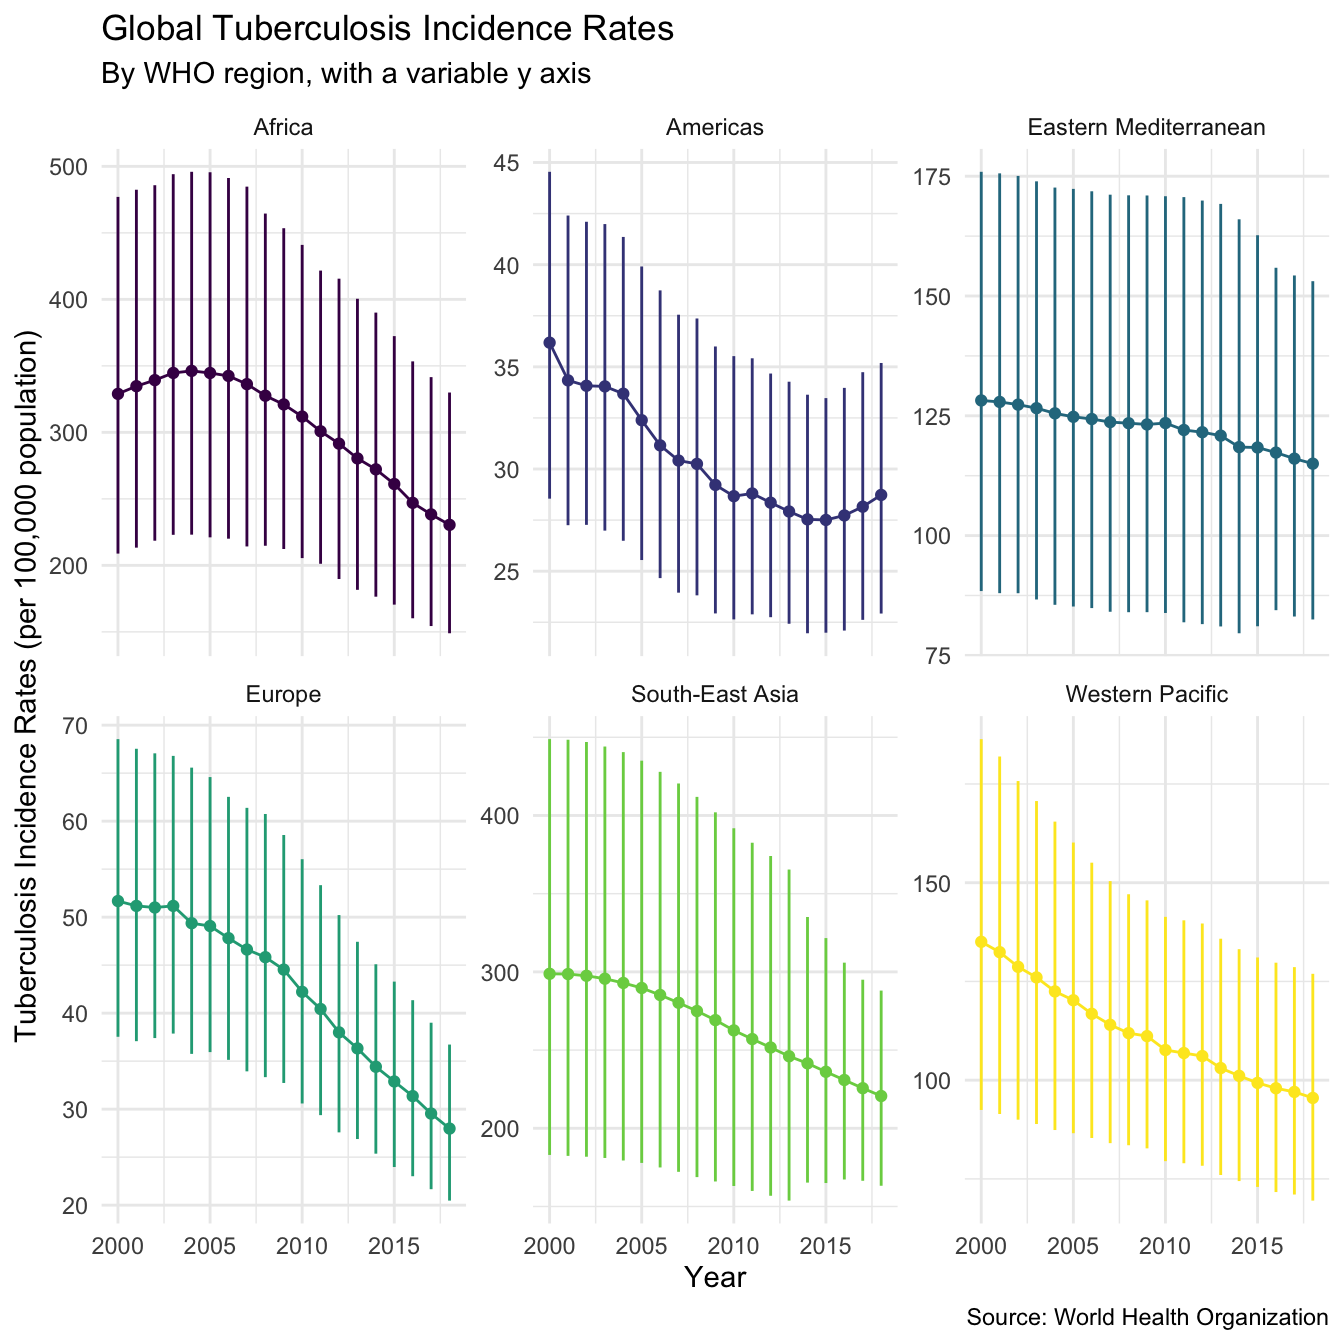 Global Tuberculosis Incidence Rates
By WHO region, with a variable y axis
Tuberculosis Incidence Rates (per 100,000 population)
Africa
500
400
300
200
Americas
45
40
35
30
25
Eastern Mediterranean
175
150
125
100
75
Europe
70
60
50
40
30
20
2000 2005 2010 2015
South-East Asia
400
300
200
2000 2005 2010 2015
Western Pacific
150
100
2000 2005 2010 2015
Year
Source: World Health Organization